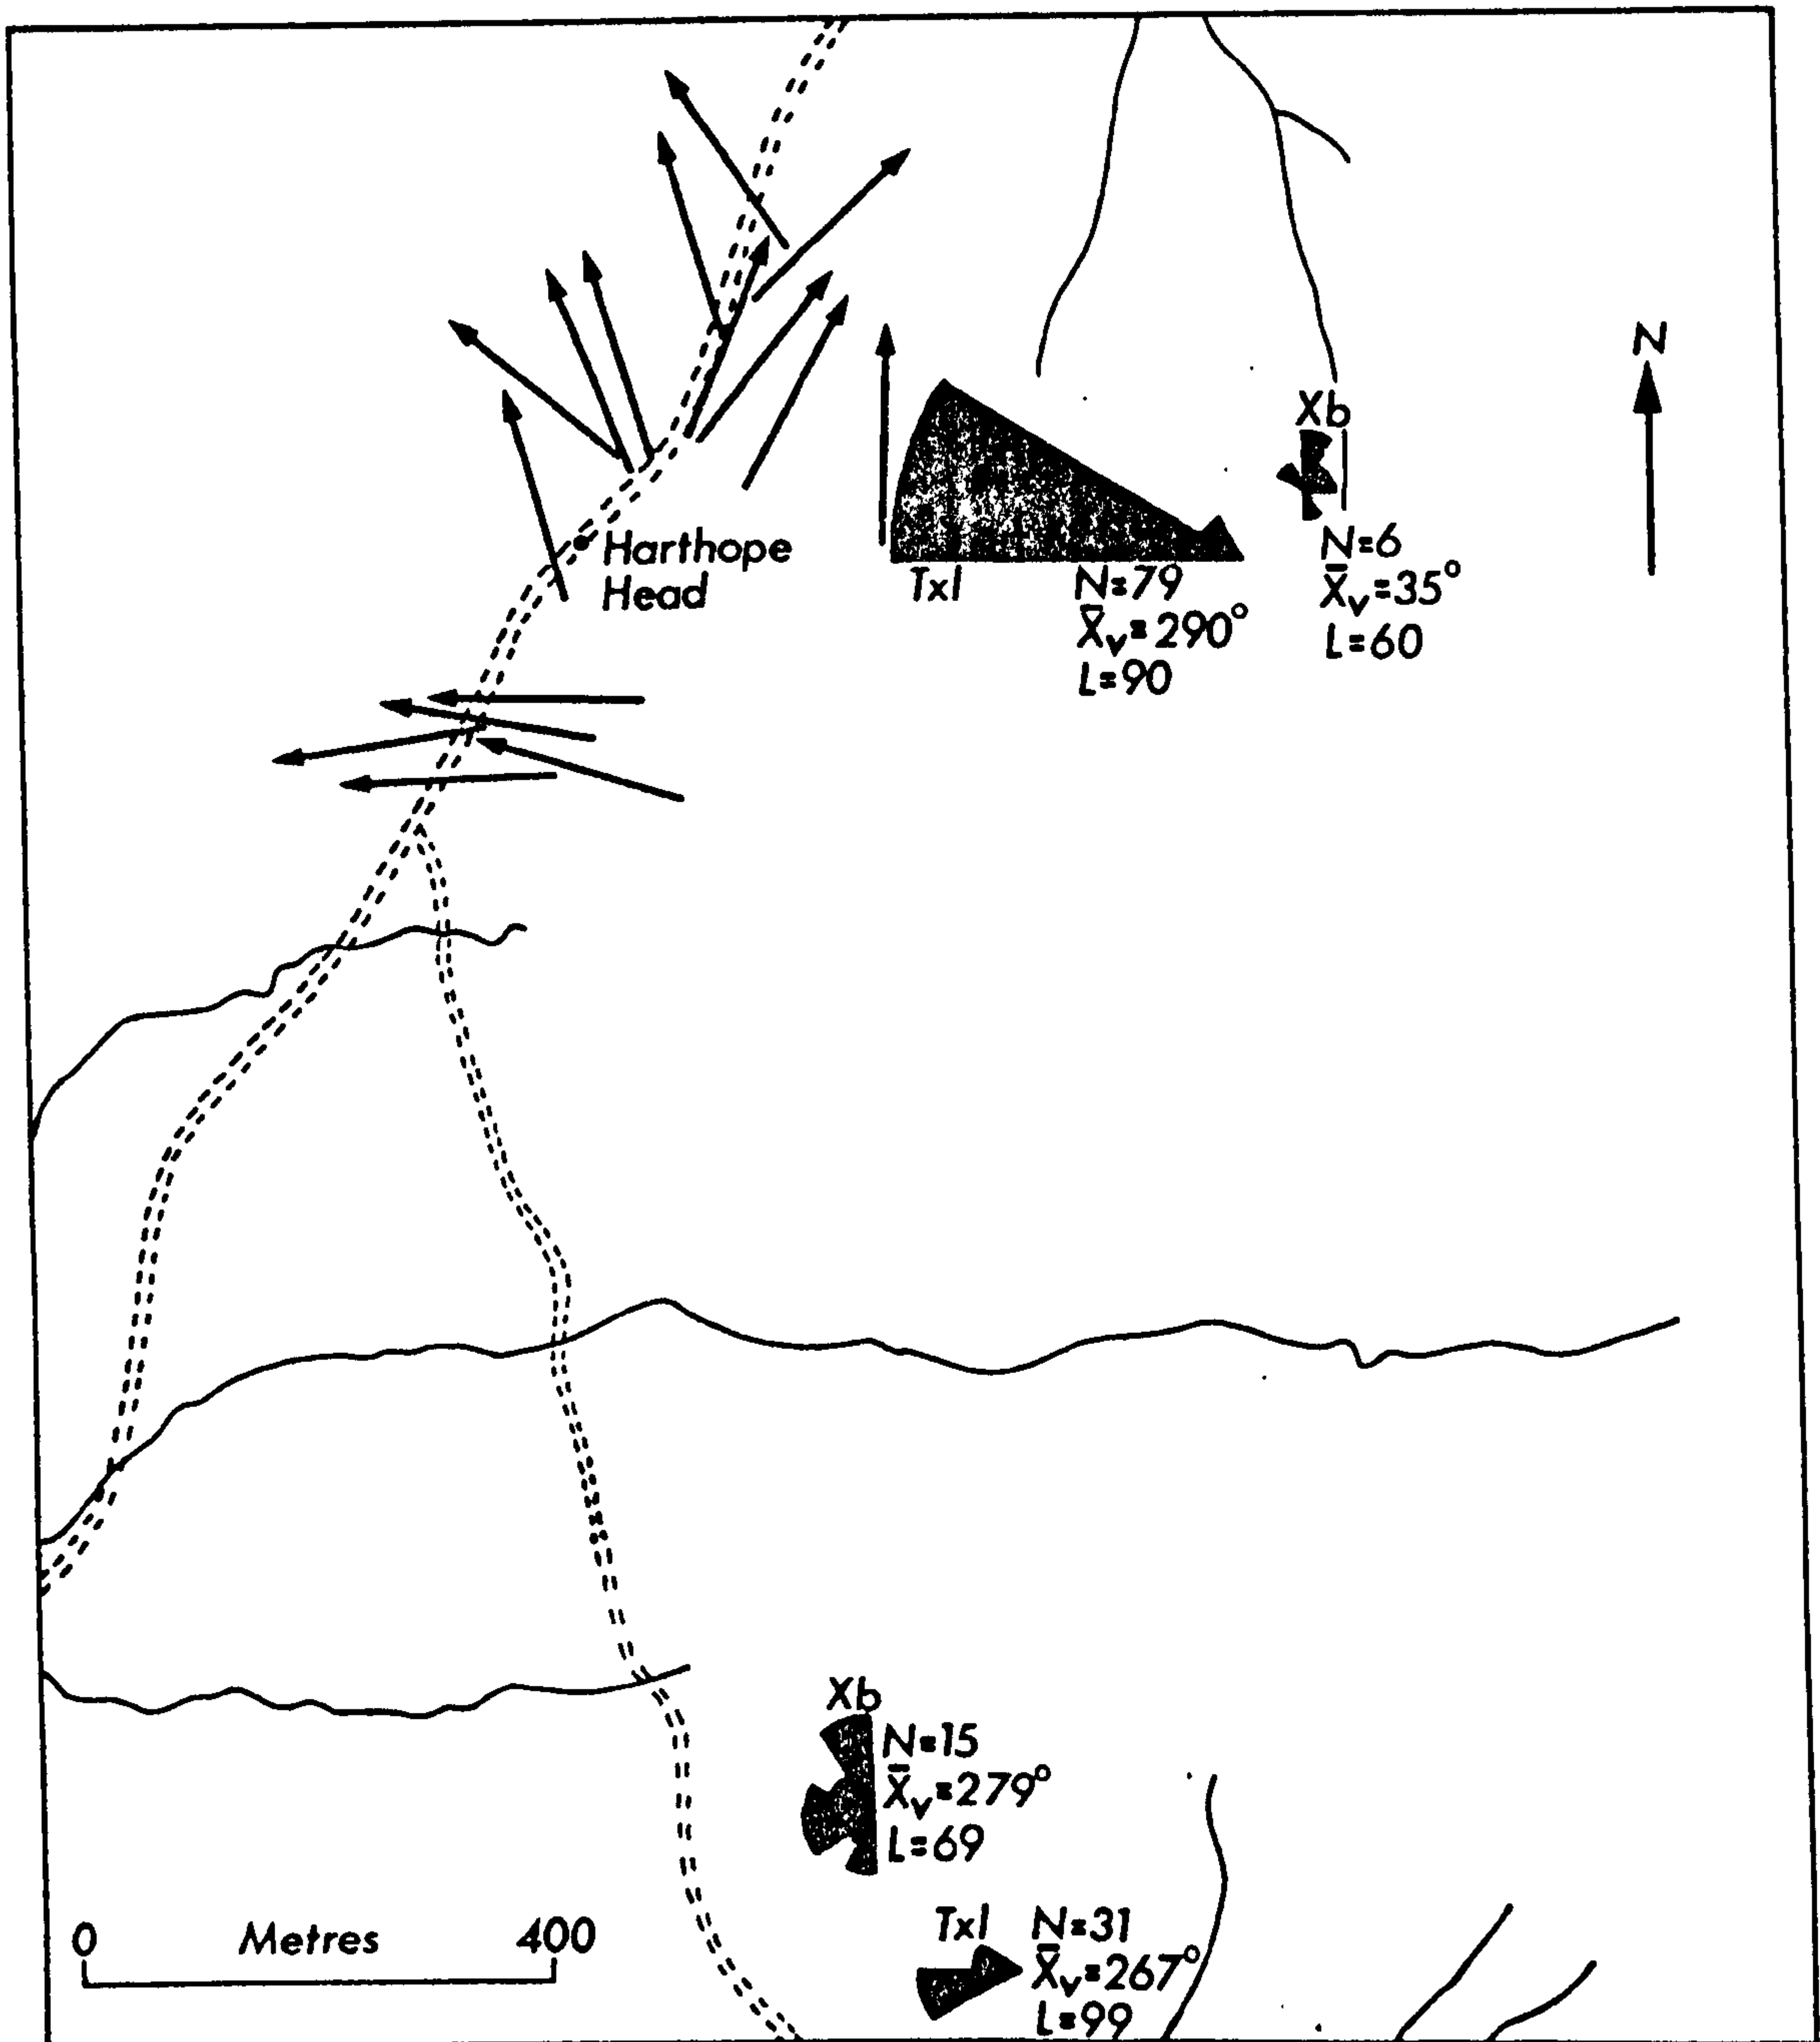 N
Xb
N=6
X̄v=35°
L=60
Harthope
Head
Txl
N=79
X̄v=290°
L=90
Xb
N=15
X̄v=279°
L=69
Txl
N=31
X̄v=267°
L=99
0 Metres 400